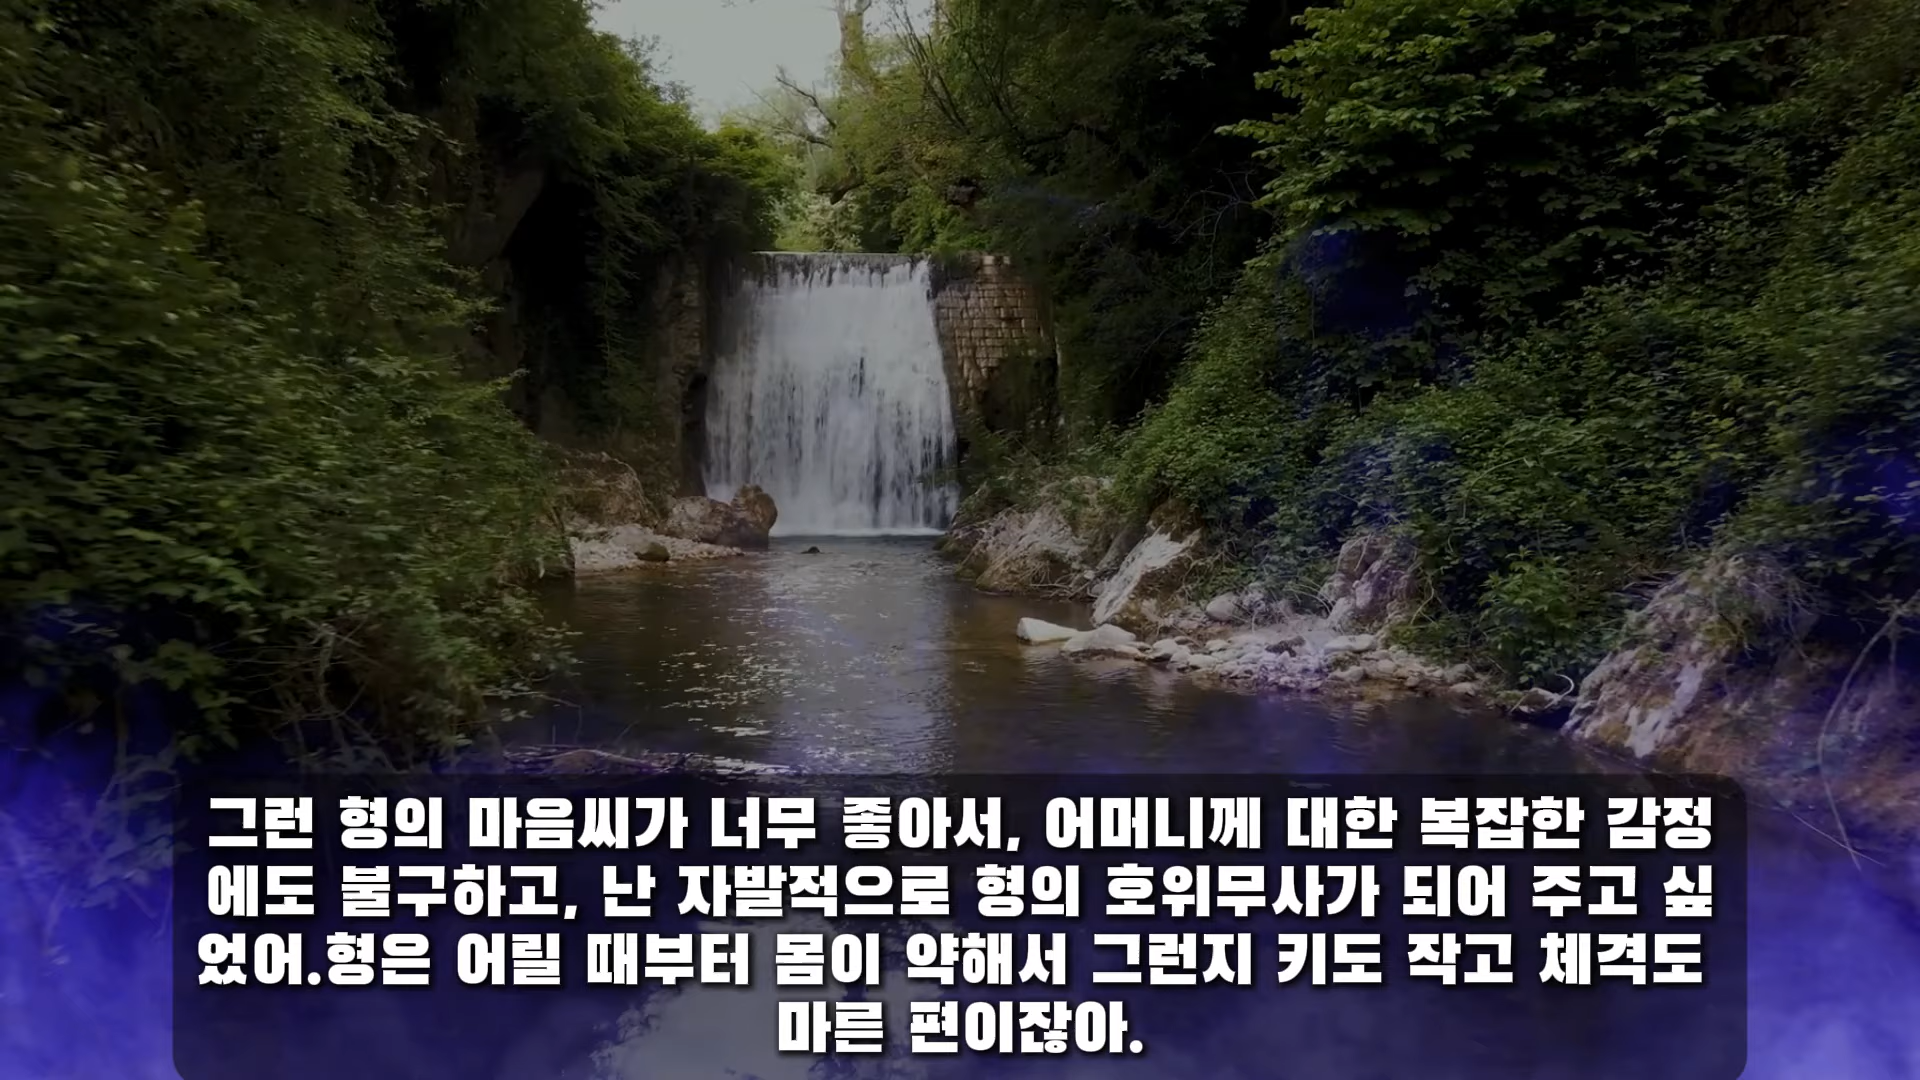 그런 형의 마음씨가 너무 좋아서, 어머니께 대한 복잡한 감정
에도 불구하고, 난 자발적으로 형의 호위무사가 되어 주고 싶
었어.형은 어릴 때부터 몸이 약해서 그런지 키도 작고 체격도
마른 편이잖아.